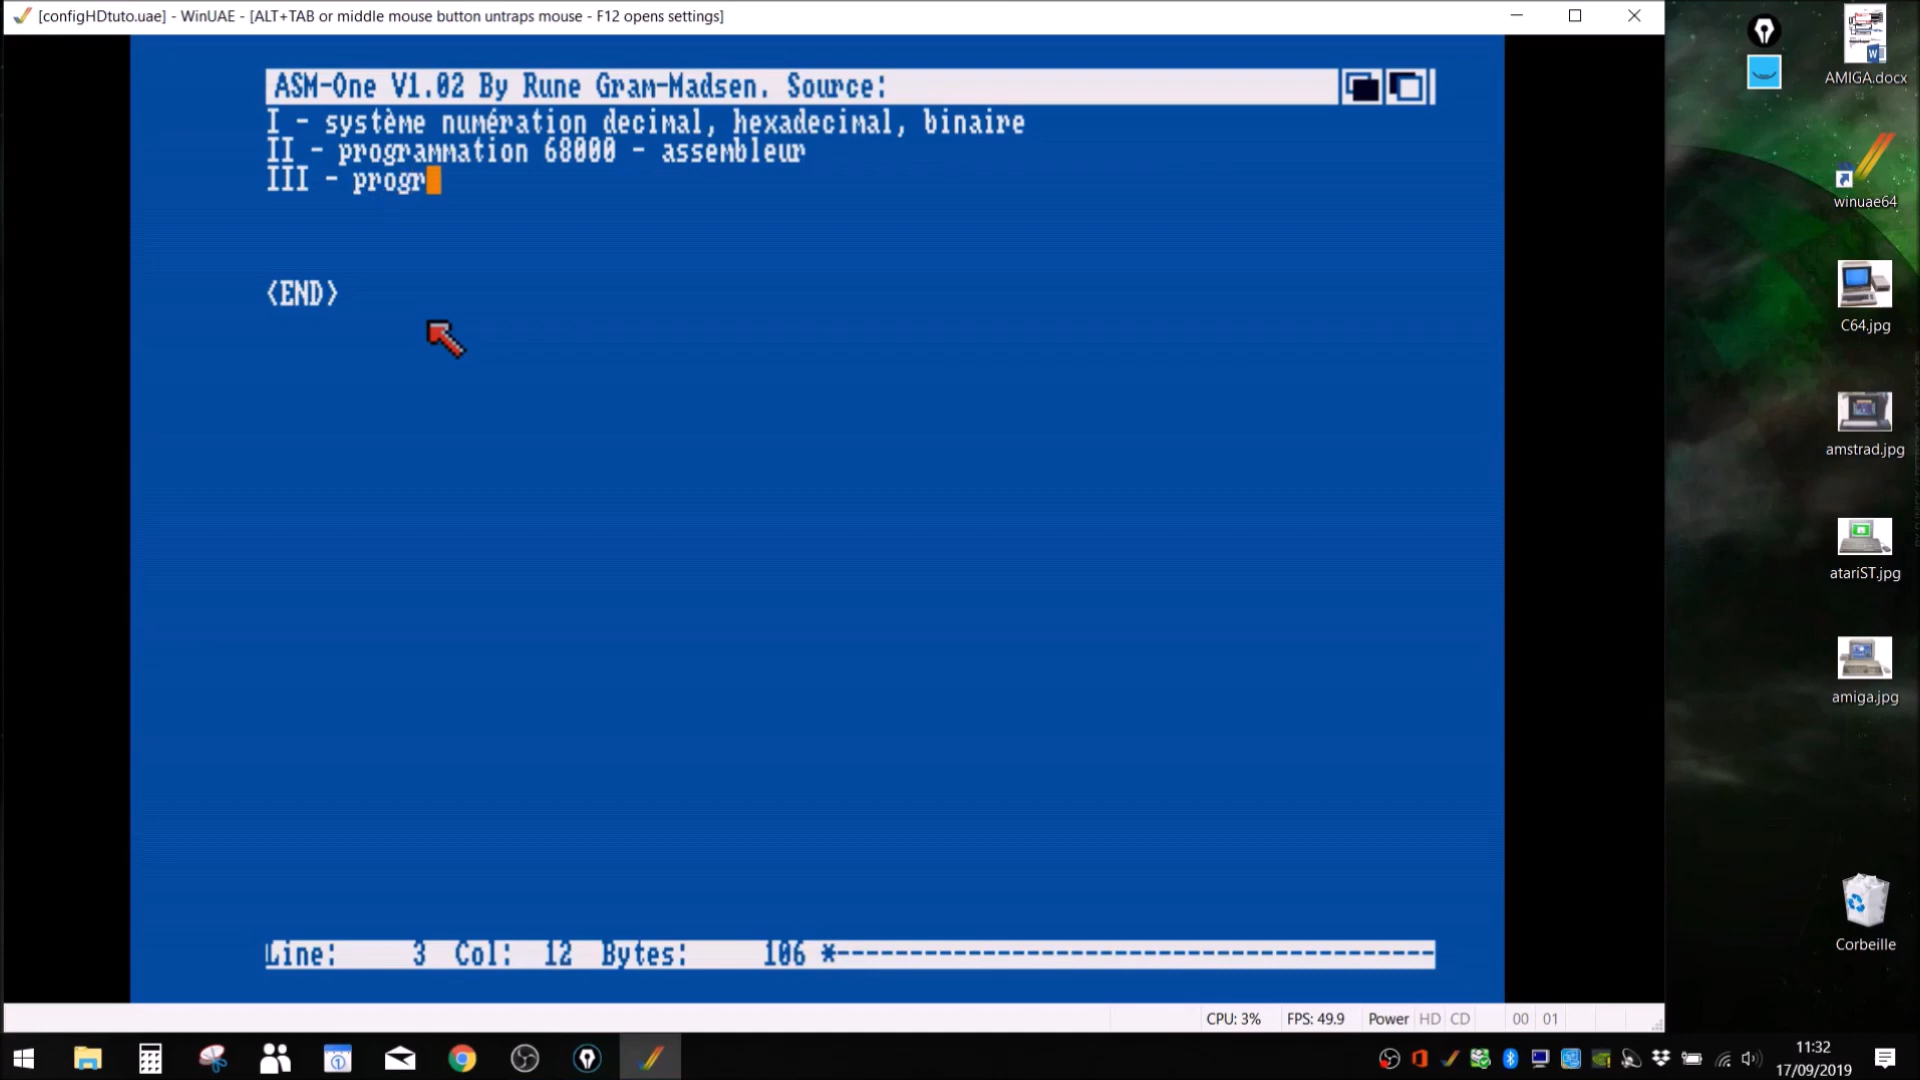 [configHDtuto.uae] - WinUAE - [ALT+TAB or middle mouse button untraps mouse - F12 opens settings]
ASM-One V1.02 By Rune Gram-Madsen. Source:
I - système numération decimal, hexadecimal, binaire
II - programmation 68000 - assembleur
III - progr
<END>
Line: 3 Col: 12 Bytes: 106 *-----------------------------------------
CPU: 3% FPS: 49.9 Power HD CD 00 01
AMIGA.docx
winuae64
C64.jpg
amstrad.jpg
atariST.jpg
amiga.jpg
Corbeille
11:32
17/09/2019